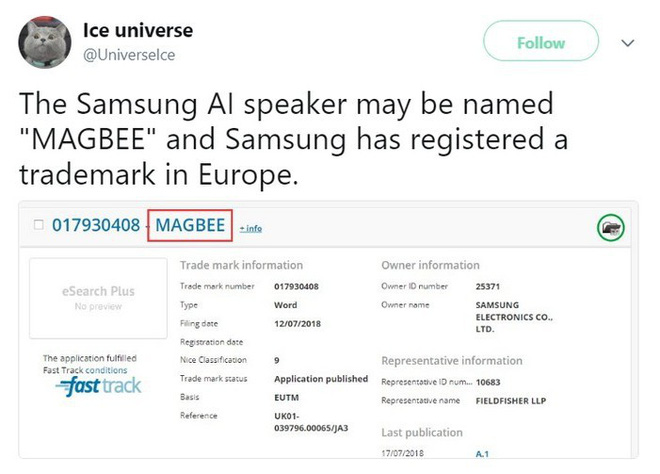 Ice universe
@UniverseIce
Follow
The Samsung AI speaker may be named
"MAGBEE" and Samsung has registered a
trademark in Europe.
017930408 - MAGBEE + info
eSearch Plus
No preview
The application fulfilled
Fast Track conditions
fast track
Trade mark information
Trade mark number 017930408
Type Word
Filing date 12/07/2018
Registration date
Nice Classification 9
Trade mark status Application published
Basis EUTM
Reference UK01-
039796.00065/JA3
Owner information
Owner ID number 25371
Owner name SAMSUNG
ELECTRONICS CO.,
LTD.
Representative information
Representative ID num... 10683
Representative name FIELDFISHER LLP
Last publication
17/07/2018 A.1